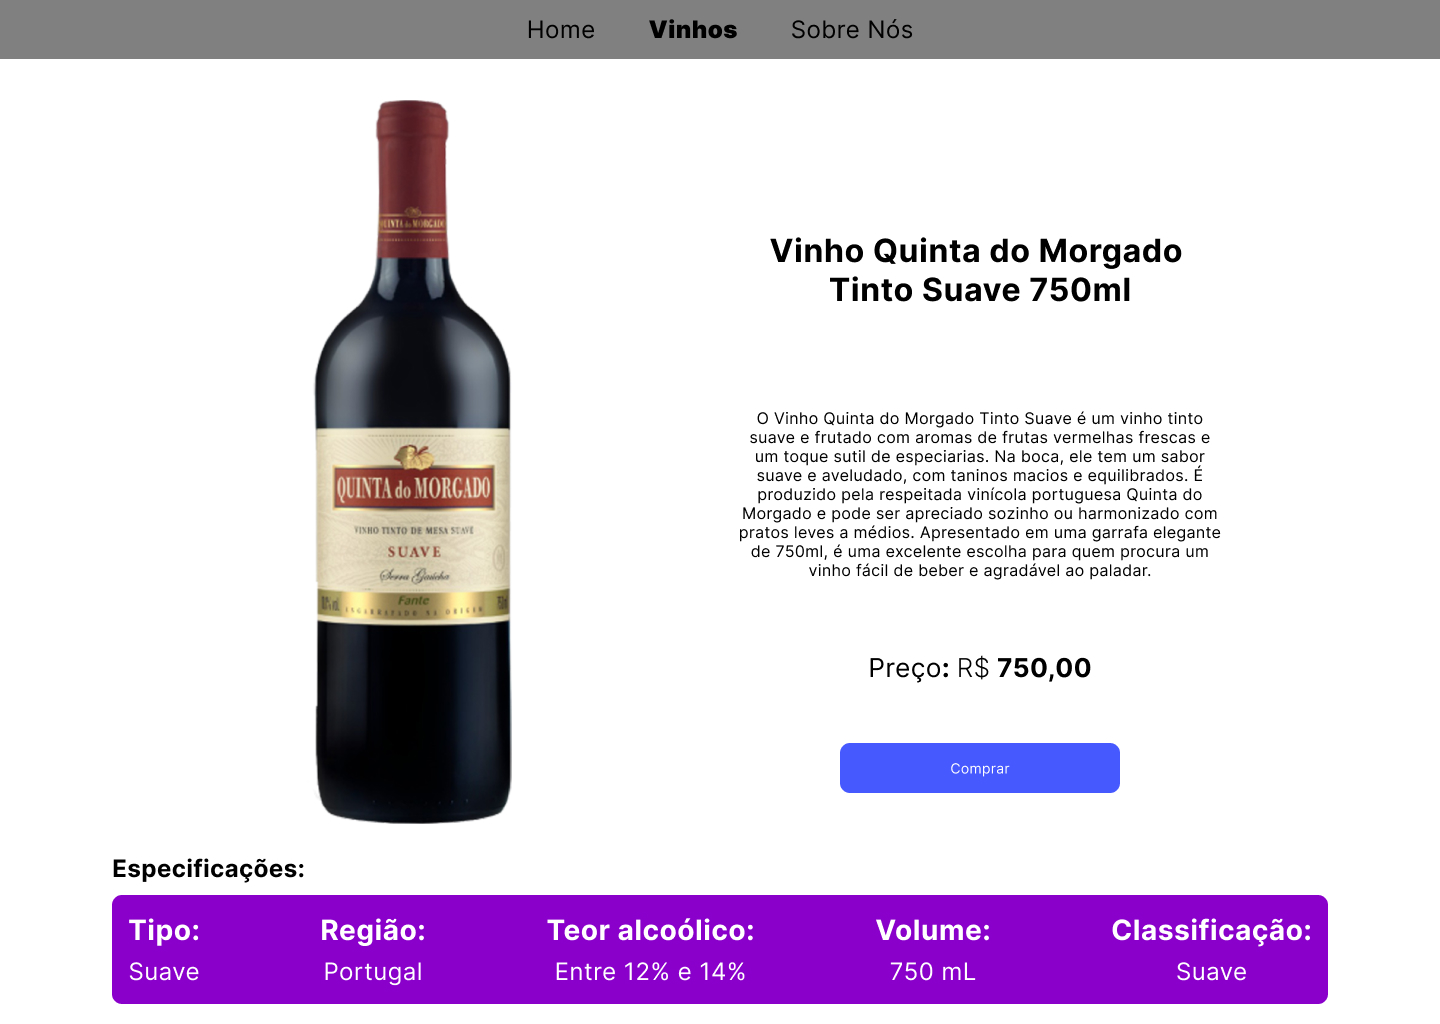 Home Vinhos Sobre Nós
QUINTA do MORGADO
Vinho Quinta do Morgado
Tinto Suave 750ml
O Vinho Quinta do Morgado Tinto Suave é um vinho tinto
suave e frutado com aromas de frutas vermelhas frescas e
um toque sutil de especiarias. Na boca, ele tem um sabor
suave e aveludado, com taninos macios e equilibrados. É
produzido pela respeitada vinícola portuguesa Quinta do
Morgado e pode ser apreciado sozinho ou harmonizado com
pratos leves a médios. Apresentado em uma garrafa elegante
de 750ml, é uma excelente escolha para quem procura um
vinho fácil de beber e agradável ao paladar.
QUINTA do MORGADO
VINHO TINTO DE MESA SUAVE
SUAVE
Serra Gaúcha
Fante
ENGARRAFADO NA ORIGEM
Preço: R$ 750,00
Comprar
Especificações:
Tipo: Região: Teor alcoólico: Volume: Classificação:
Suave Portugal Entre 12% e 14% 750 mL Suave